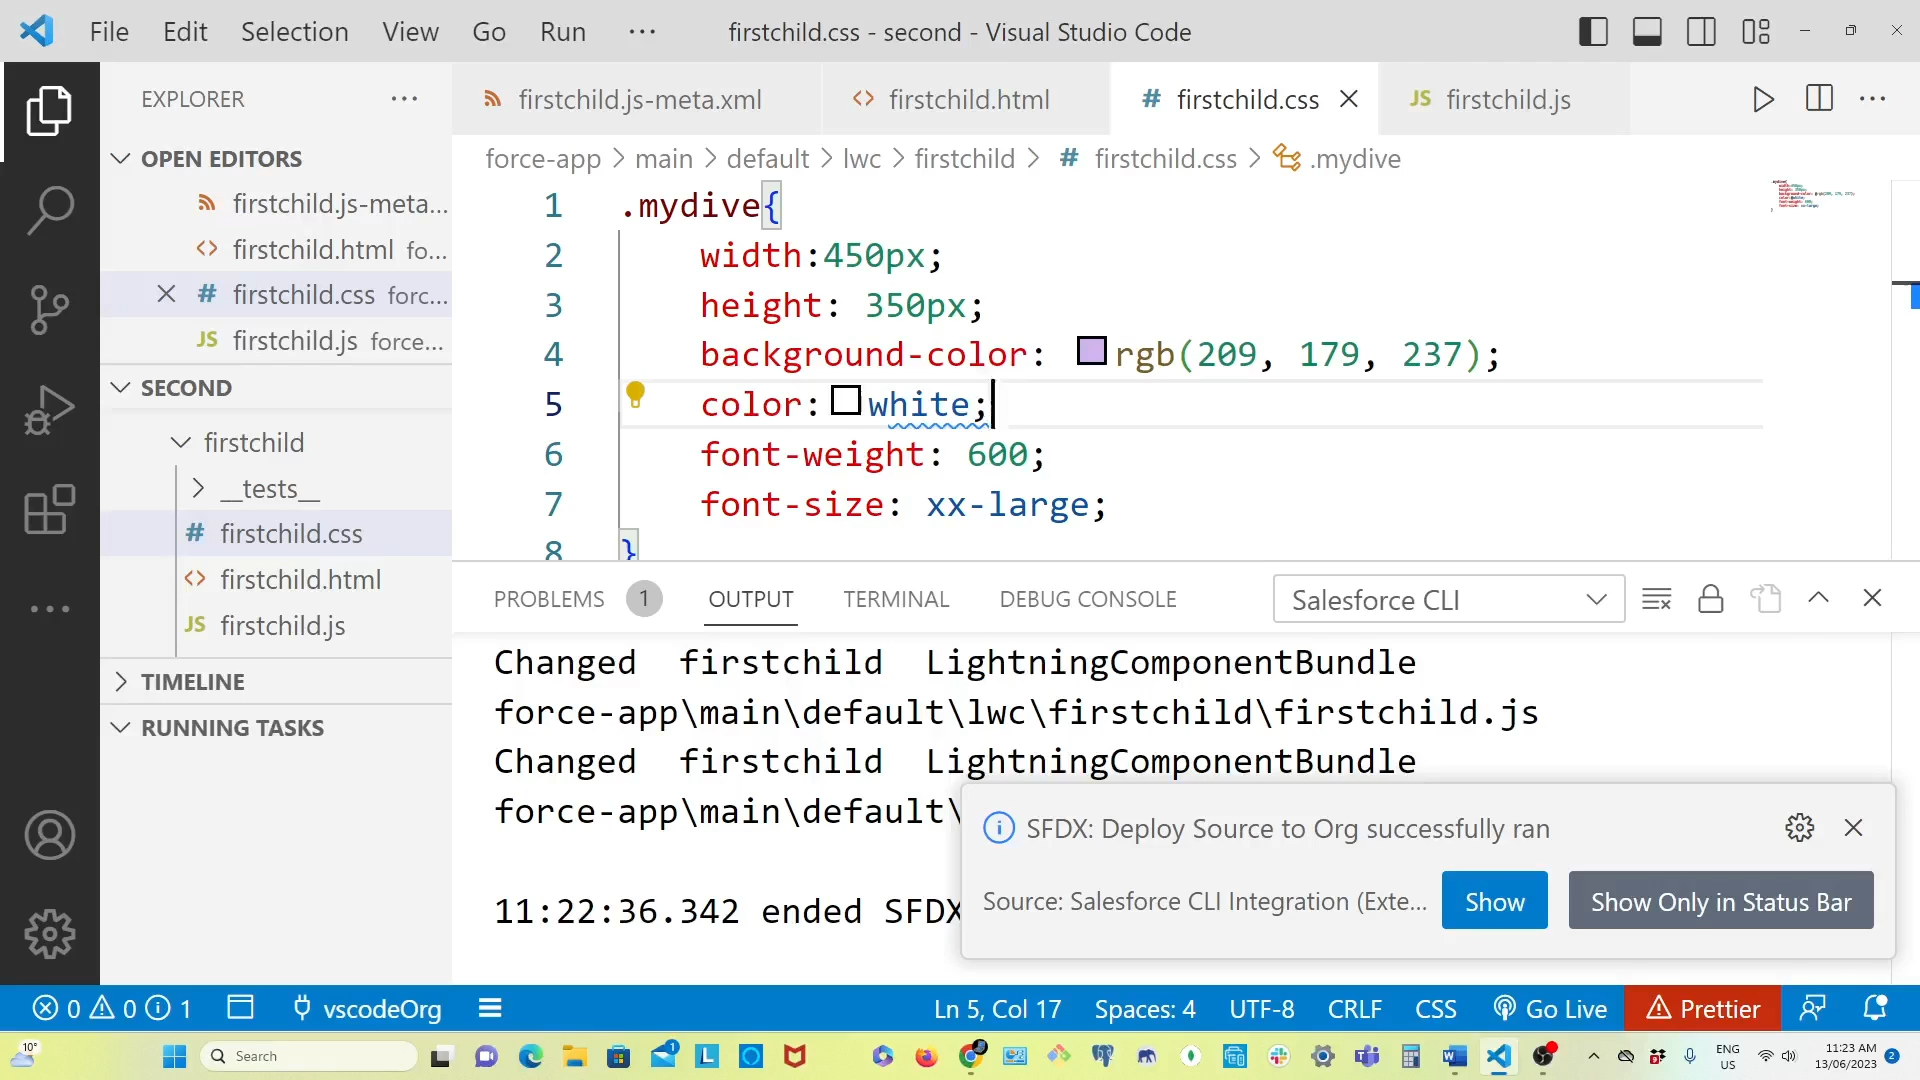 File Edit Selection View Go Run ··· firstchild.css - second - Visual Studio Code
EXPLORER ···
firstchild.js-meta.xml firstchild.html # firstchild.css JS firstchild.js
OPEN EDITORS
firstchild.js-meta...
firstchild.html fo...
# firstchild.css forc...
JS firstchild.js force...
SECOND
firstchild
__tests__
# firstchild.css
firstchild.html
JS firstchild.js
TIMELINE
RUNNING TASKS
force-app > main > default > lwc > firstchild > # firstchild.css > .mydive
1 .mydive{
2 width:450px;
3 height: 350px;
4 background-color: rgb(209, 179, 237);
5 color: white;
6 font-weight: 600;
7 font-size: xx-large;
8 }
PROBLEMS 1 OUTPUT TERMINAL DEBUG CONSOLE Salesforce CLI
Changed firstchild LightningComponentBundle
force-app\main\default\lwc\firstchild\firstchild.js
Changed firstchild LightningComponentBundle
force-app\main\default\
11:22:36.342 ended SFDX
SFDX: Deploy Source to Org successfully ran
Source: Salesforce CLI Integration (Exte... Show Show Only in Status Bar
0 0 1 vscodeOrg Ln 5, Col 17 Spaces: 4 UTF-8 CRLF CSS Go Live Prettier
10° Search ENG US 11:23 AM 13/06/2023 2